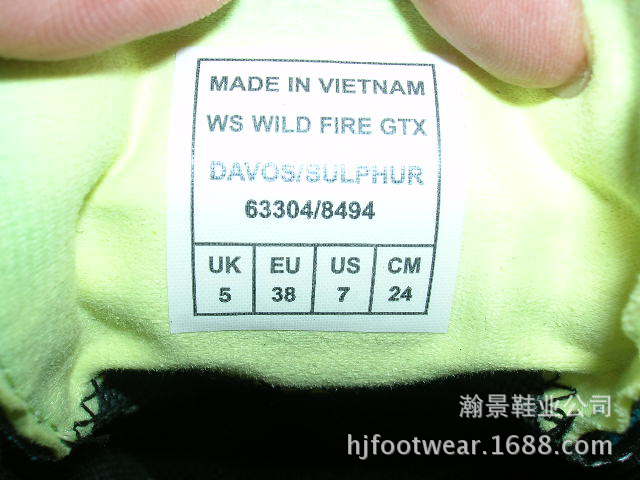 MADE IN VIETNAM
WS WILD FIRE GTX
DAVOS/SULPHUR
63304/8494
UK EU US CM
5 38 7 24
瀚景鞋业公司
hjfootwear.1688.com